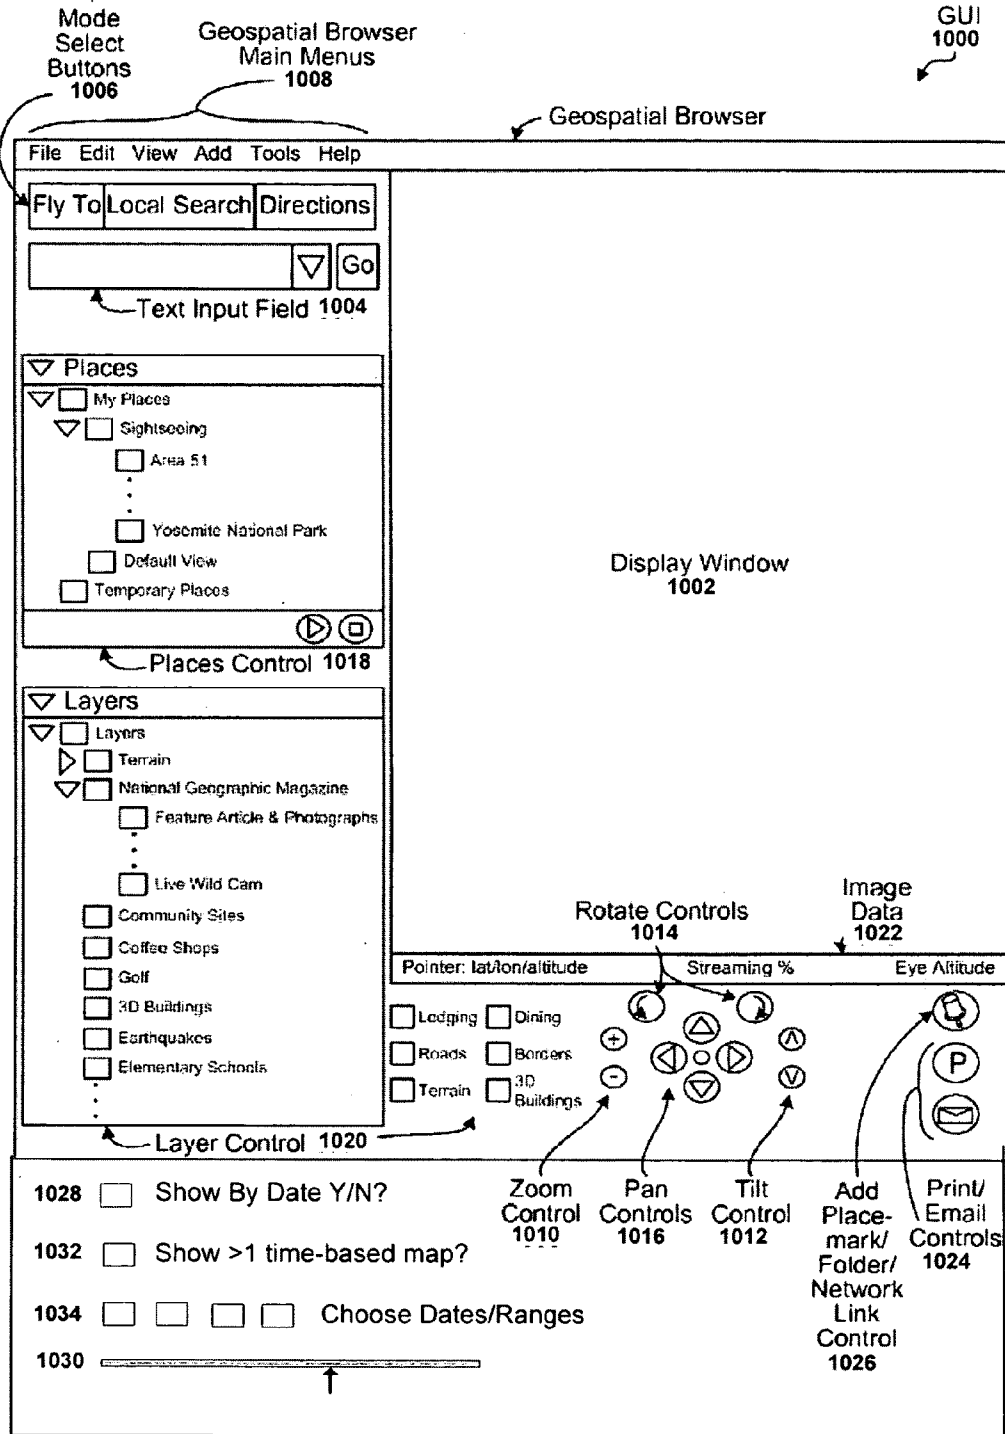 Mode
Select
Buttons
1006
Geospatial Browser
Main Menus
1008
GUI
1000
Geospatial Browser
File Edit View Add Tools Help
Fly To Local Search Directions
Go
Text Input Field 1004
Places
My Places
Sightseeing
Area 51
Yosemite National Park
Default View
Temporary Places
Places Control 1018
Display Window
1002
Layers
Layers
Terrain
National Geographic Magazine
Feature Article & Photographs
Live Wild Cam
Community Sites
Coffee Shops
Golf
3D Buildings
Earthquakes
Elementary Schools
Layer Control 1020
Rotate Controls
1014
Image
Data
1022
Pointer: lat/lon/altitude Streaming % Eye Altitude
Lodging Dining
Roads Borders
Terrain 3D
Buildings
+
-
Λ
V
P
Zoom
Control
1010
Pan
Controls
1016
Tilt
Control
1012
Add
Place-
mark/
Folder/
Network
Link
Control
1026
Print/
Email
Controls
1024
1028 Show By Date Y/N?
1032 Show >1 time-based map?
1034 Choose Dates/Ranges
1030